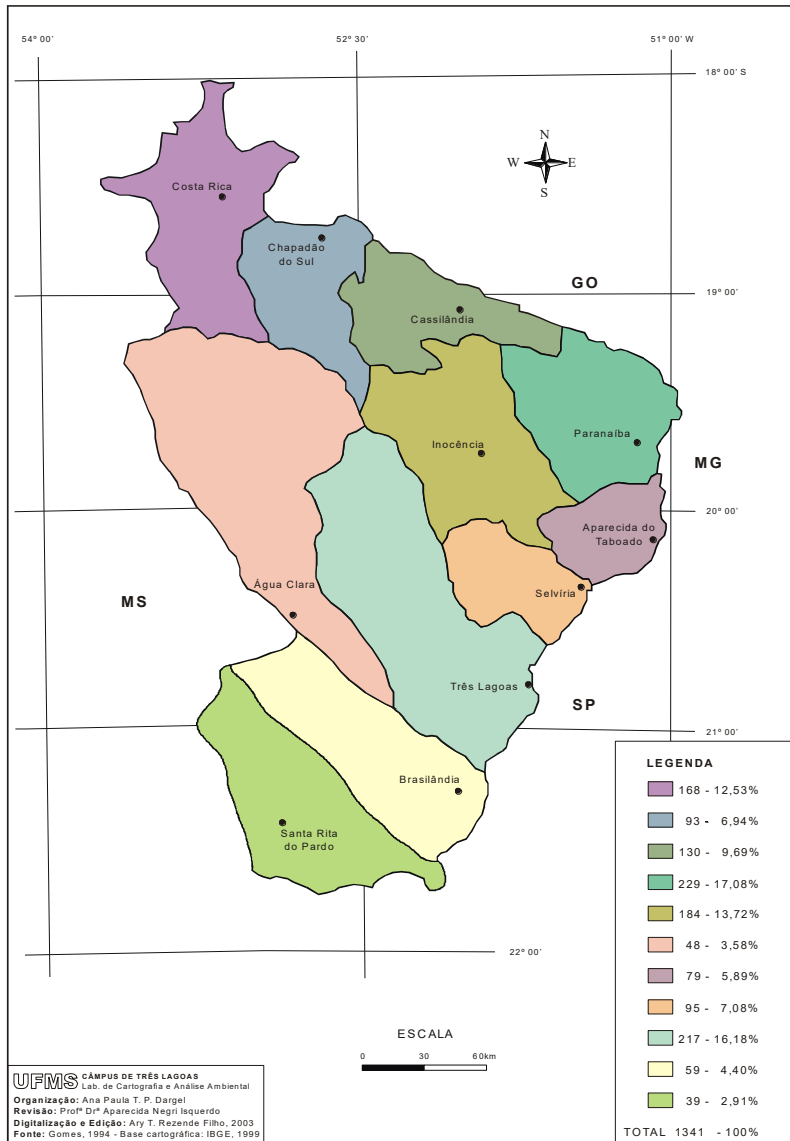 54° 00'
52° 30'
51° 00' W
18° 00' S
N
W E
S
Costa Rica
Chapadão
do Sul
GO
19° 00'
Cassilândia
Paranaíba
Inocência
MG
20° 00'
Aparecida do
Taboado
Água Clara
Selvíria
MS
Três Lagoas
SP
21° 00'
Brasilândia
Santa Rita
do Pardo
22° 00'
LEGENDA
168 - 12,53%
93 - 6,94%
130 - 9,69%
229 - 17,08%
184 - 13,72%
48 - 3,58%
79 - 5,89%
95 - 7,08%
217 - 16,18%
59 - 4,40%
39 - 2,91%
TOTAL 1341 - 100%
ESCALA
0 30 60km
UFMS CÂMPUS DE TRÊS LAGOAS
Lab. de Cartografia e Análise Ambiental
Organização: Ana Paula T. P. Dargel
Revisão: Profª Drª Aparecida Negri Isquerdo
Digitalização e Edição: Ary T. Rezende Filho, 2003
Fonte: Gomes, 1994 - Base cartográfica: IBGE, 1999